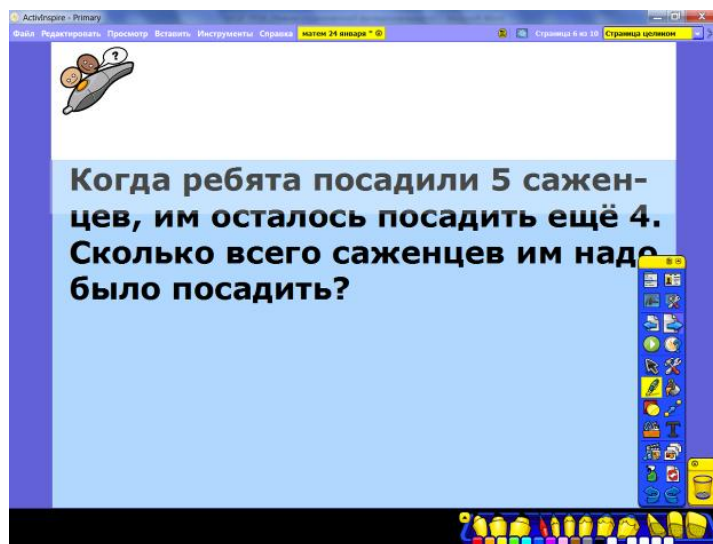 ActivInspire - Primary
Файл Редактировать Просмотр Вставить Инструменты Справка матем 24 января * Страница 6 из 10 Страница целиком
?
Когда ребята посадили 5 сажен-
цев, им осталось посадить ещё 4.
Сколько всего саженцев им надо
было посадить?
T